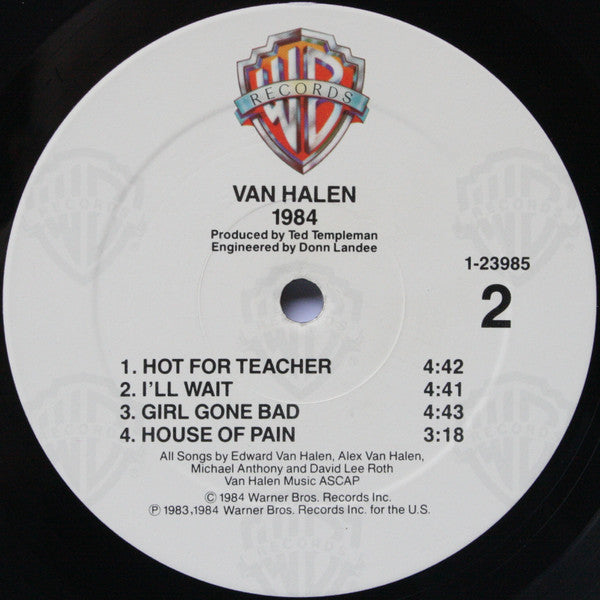 WB
RECORDS
VAN HALEN
1984
Produced by Ted Templeman
Engineered by Donn Landee
1-23985
2
1. HOT FOR TEACHER 4:42
2. I'LL WAIT 4:41
3. GIRL GONE BAD 4:43
4. HOUSE OF PAIN 3:18
All Songs by Edward Van Halen, Alex Van Halen,
Michael Anthony and David Lee Roth
Van Halen Music ASCAP
© 1984 Warner Bros. Records Inc.
℗ 1983,1984 Warner Bros. Records Inc. for the U.S.